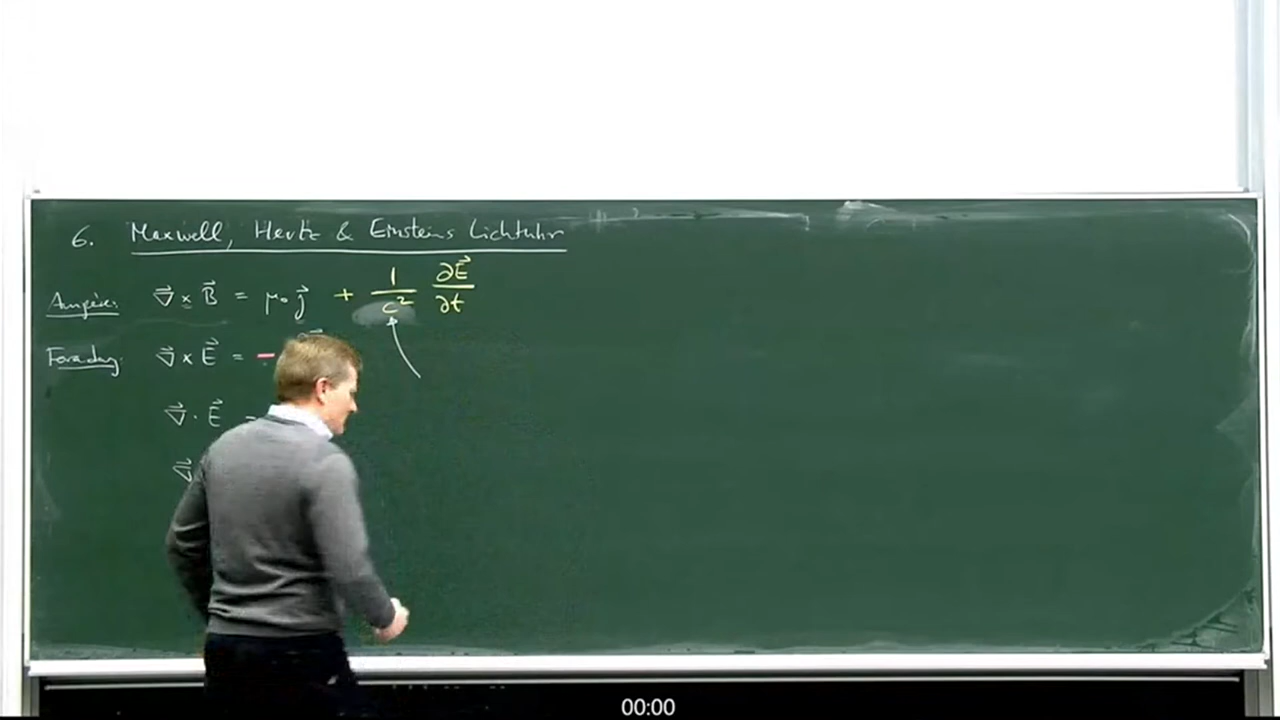 6. Maxwell, Hertz & Einsteins Lichtuhr
Ampère: ∇⃗ × B⃗ = μ₀ j⃗ + 1/c² ∂E⃗/∂t
Faraday: ∇⃗ × E⃗ = −
∇⃗ · E⃗ =
∇⃗
00:00